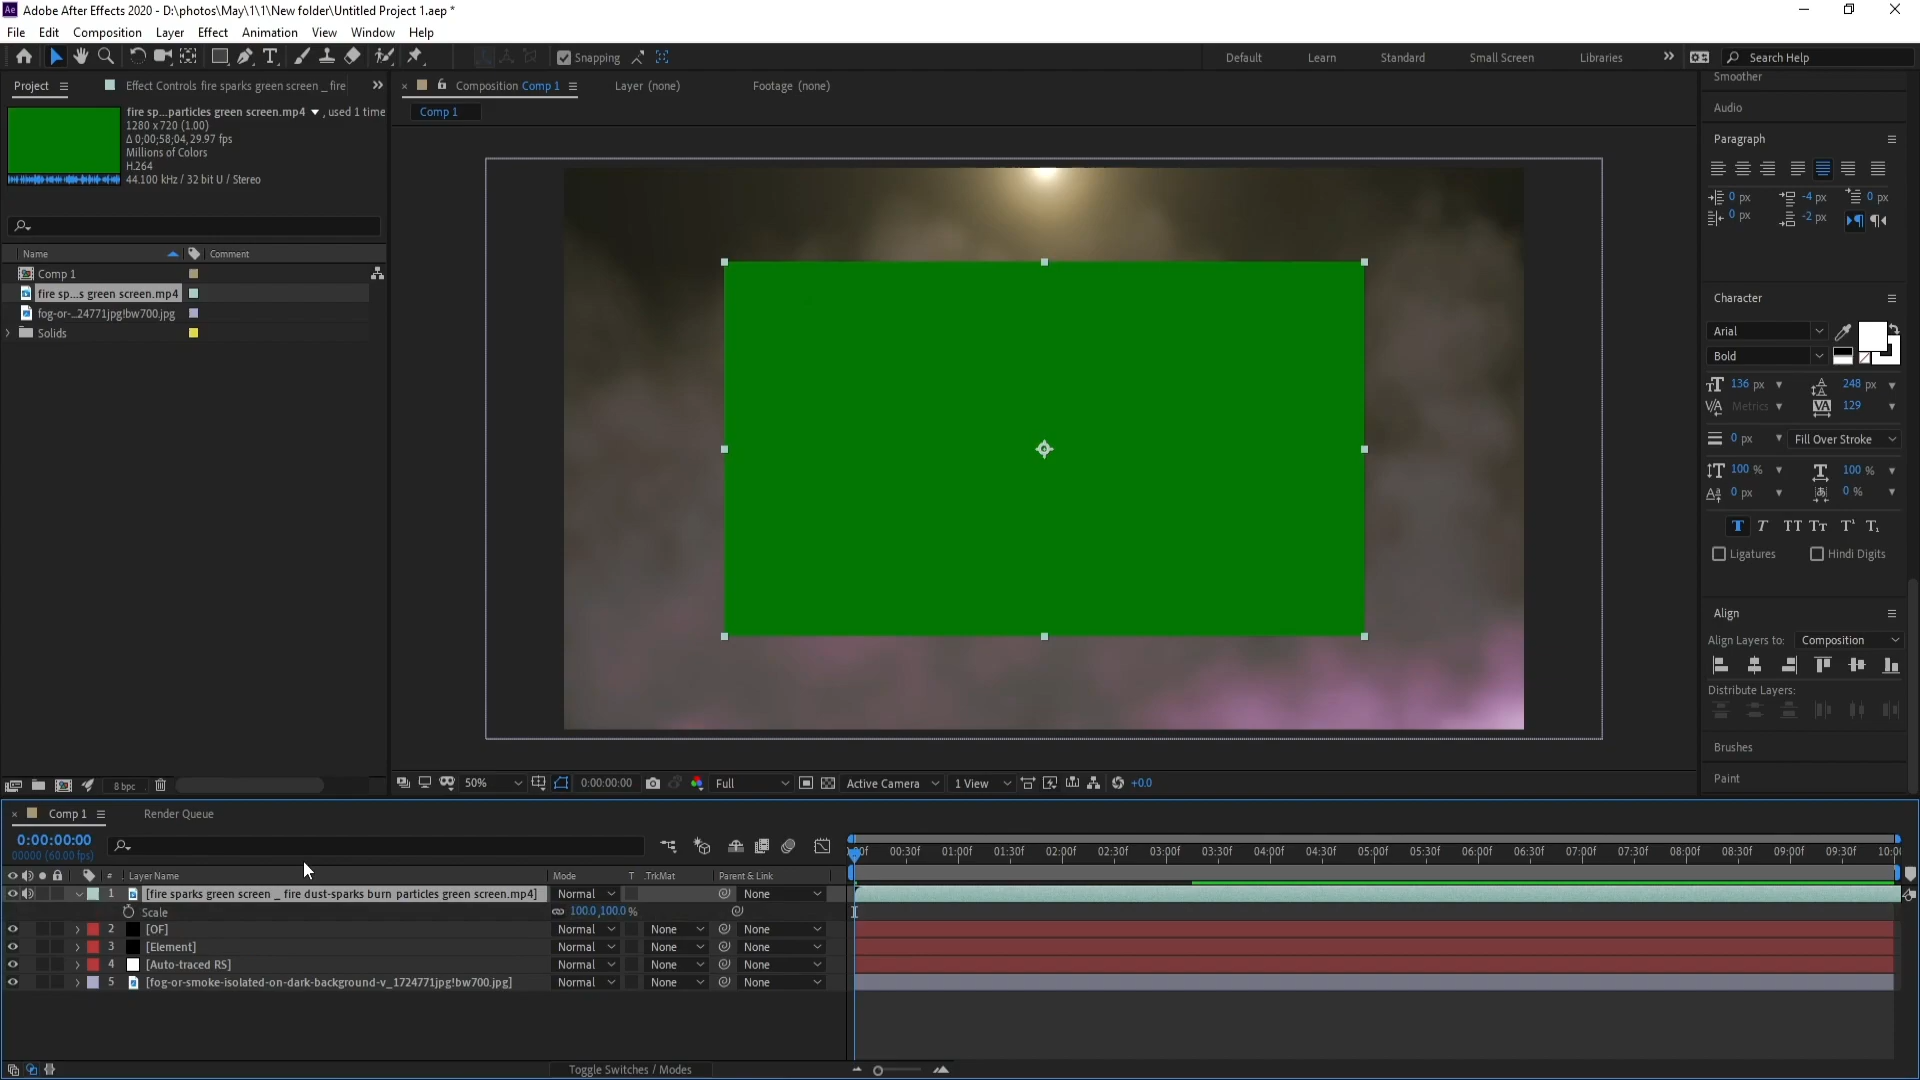 Adobe After Effects 2020 - D:\photos\May\1\1\New folder\Untitled Project 1.aep *
File Edit Composition Layer Effect Animation View Window Help
Snapping Default Learn Standard Small Screen Libraries Search Help
Project Effect Controls fire sparks green screen _ fire
Composition Comp 1 Layer (none) Footage (none)
Comp 1
fire sp...particles green screen.mp4 , used 1 time
1280 x 720 (1.00)
Δ 0;00;58;04, 29.97 fps
Millions of Colors
H.264
44.100 kHz / 32 bit U / Stereo
Name Comment
Comp 1
fire sp...s green screen.mp4
fog-or-...24771jpg!bw700.jpg
Solids
8 bpc
50% 0:00:00:00 Full Active Camera 1 View +0.0
Smoother
Audio
Paragraph
0 px -4 px 0 px
0 px -2 px
Character
Arial
Bold
136 px 248 px
Metrics 129
0 px Fill Over Stroke
100 % 100 %
0 px 0 %
T T TT Tt T¹ T₁
Ligatures Hindi Digits
Align
Align Layers to: Composition
Distribute Layers:
Brushes
Paint
Comp 1 Render Queue
0:00:00:00
00000 (60.00 fps)
00:30f 01:00f 01:30f 02:00f 02:30f 03:00f 03:30f 04:00f 04:30f 05:00f 05:30f 06:00f 06:30f 07:00f 07:30f 08:00f 08:30f 09:00f 09:30f
# Layer Name Mode T .TrkMat Parent & Link
1 [fire sparks green screen _ fire dust-sparks burn particles green screen.mp4] Normal None
Scale 100.0,100.0 %
2 [OF] Normal None None
3 [Element] Normal None None
4 [Auto-traced RS] Normal None None
5 [fog-or-smoke-isolated-on-dark-background-v_1724771jpg!bw700.jpg] Normal None None
Toggle Switches / Modes